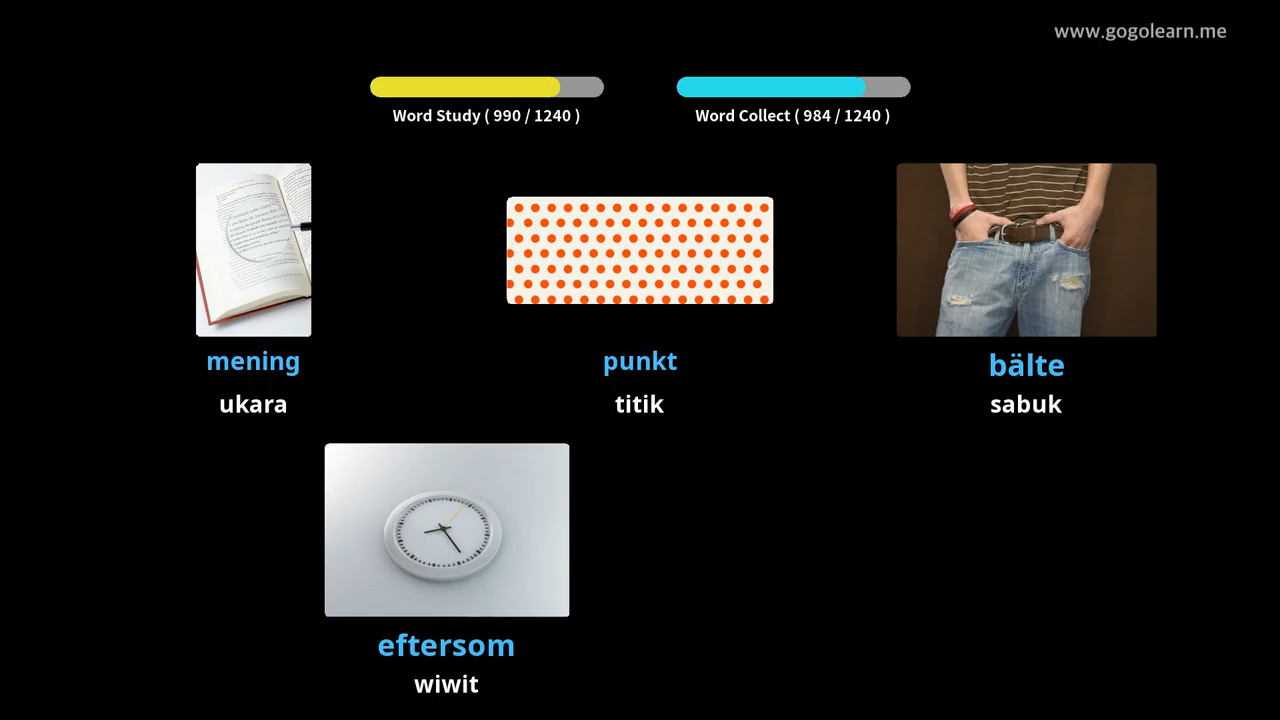 www.gogolearn.me
Word Study ( 990 / 1240 )
Word Collect ( 984 / 1240 )
mening
punkt
bälte
ukara
titik
sabuk
eftersom
wiwit